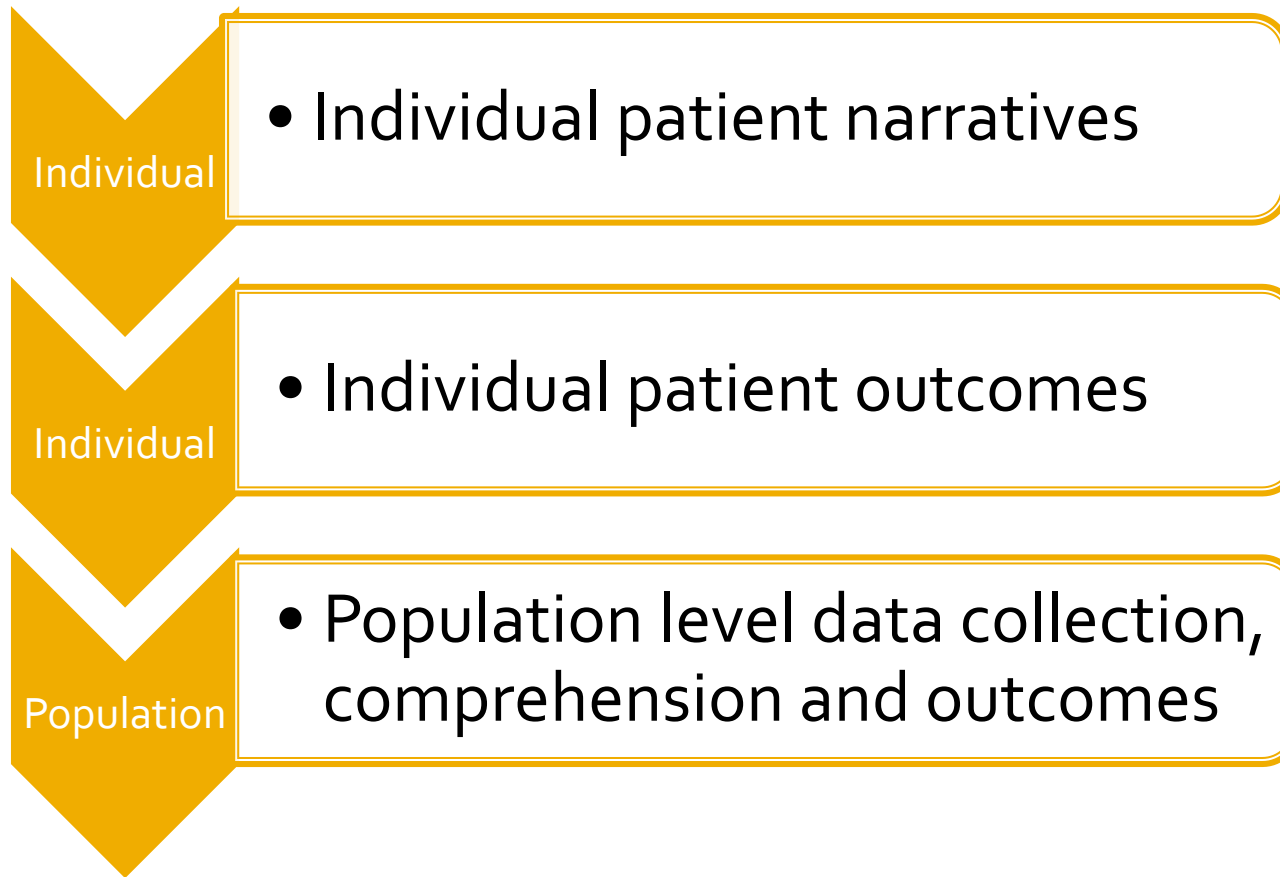 Individual
• Individual patient narratives
Individual
• Individual patient outcomes
Population
• Population level data collection,
comprehension and outcomes